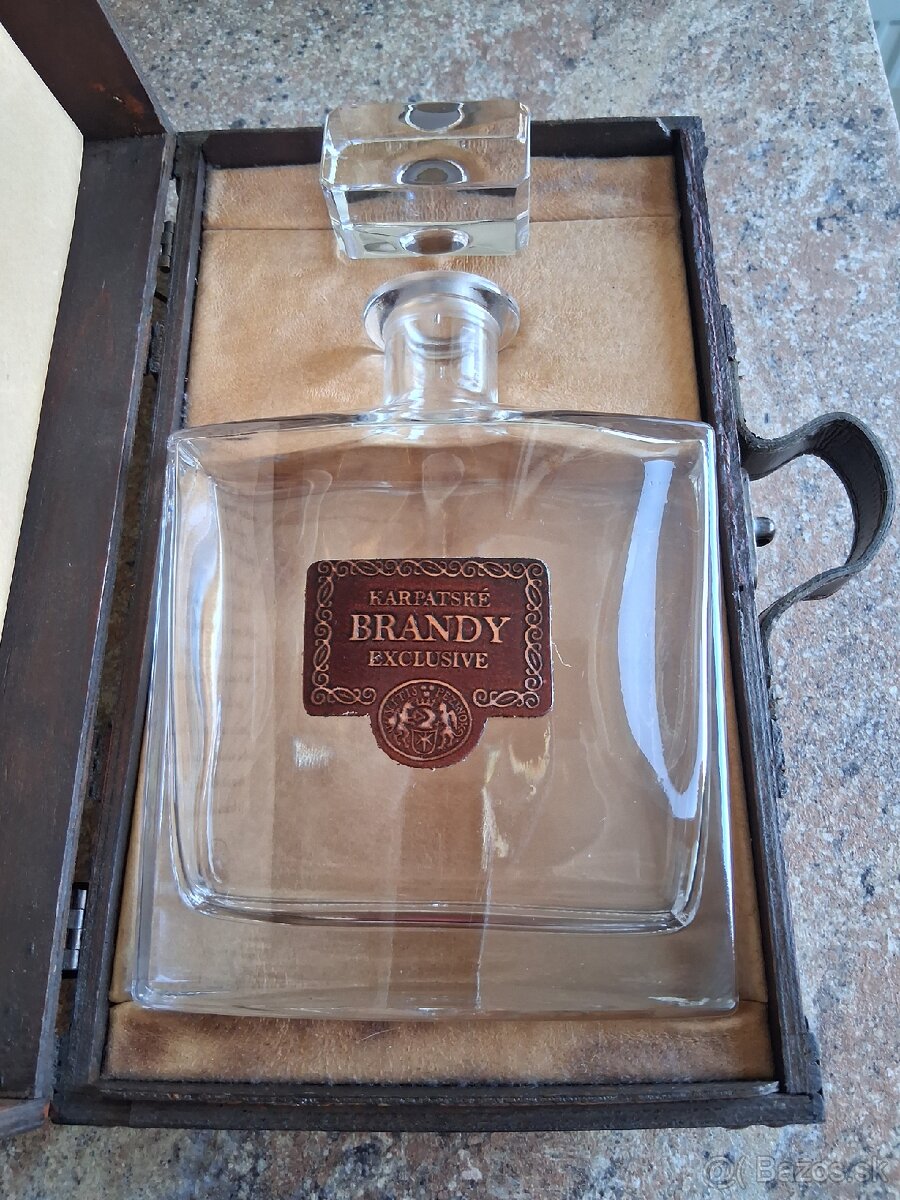 KARPATSKÉ
BRANDY
EXCLUSIVE
Bazos.sk